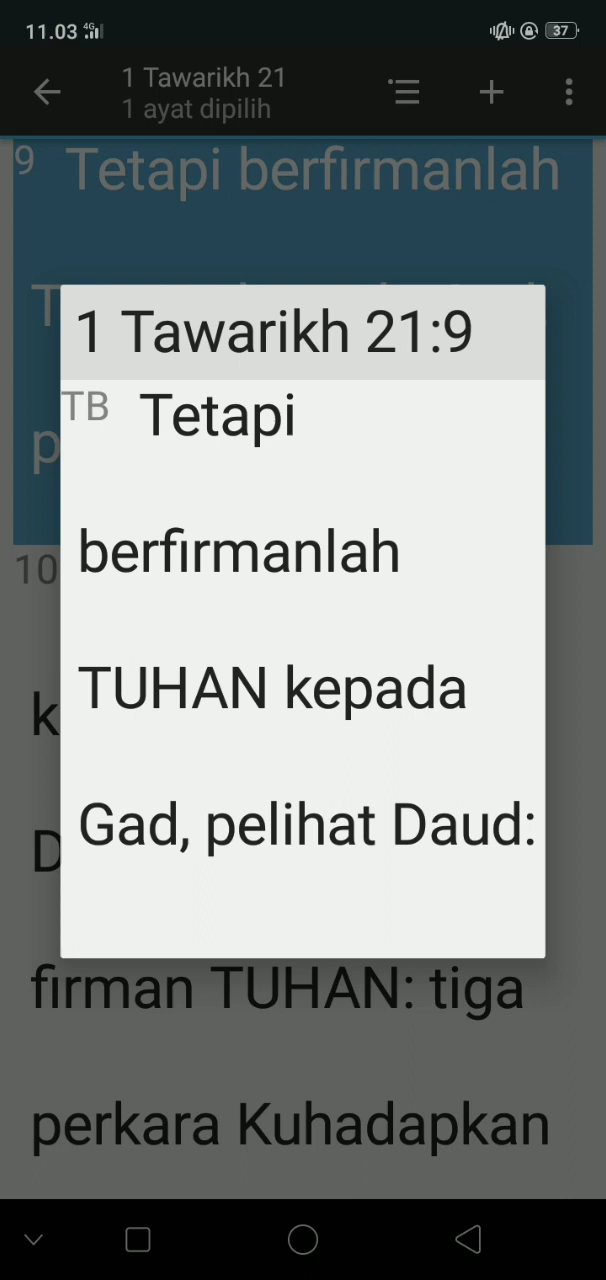 11.03 4G 37
1 Tawarikh 21
1 ayat dipilih
9 Tetapi berfirmanlah
T
1 Tawarikh 21:9
TB Tetapi
p
berfirmanlah
10
TUHAN kepada
k
Gad, pelihat Daud:
D
firman TUHAN: tiga
perkara Kuhadapkan